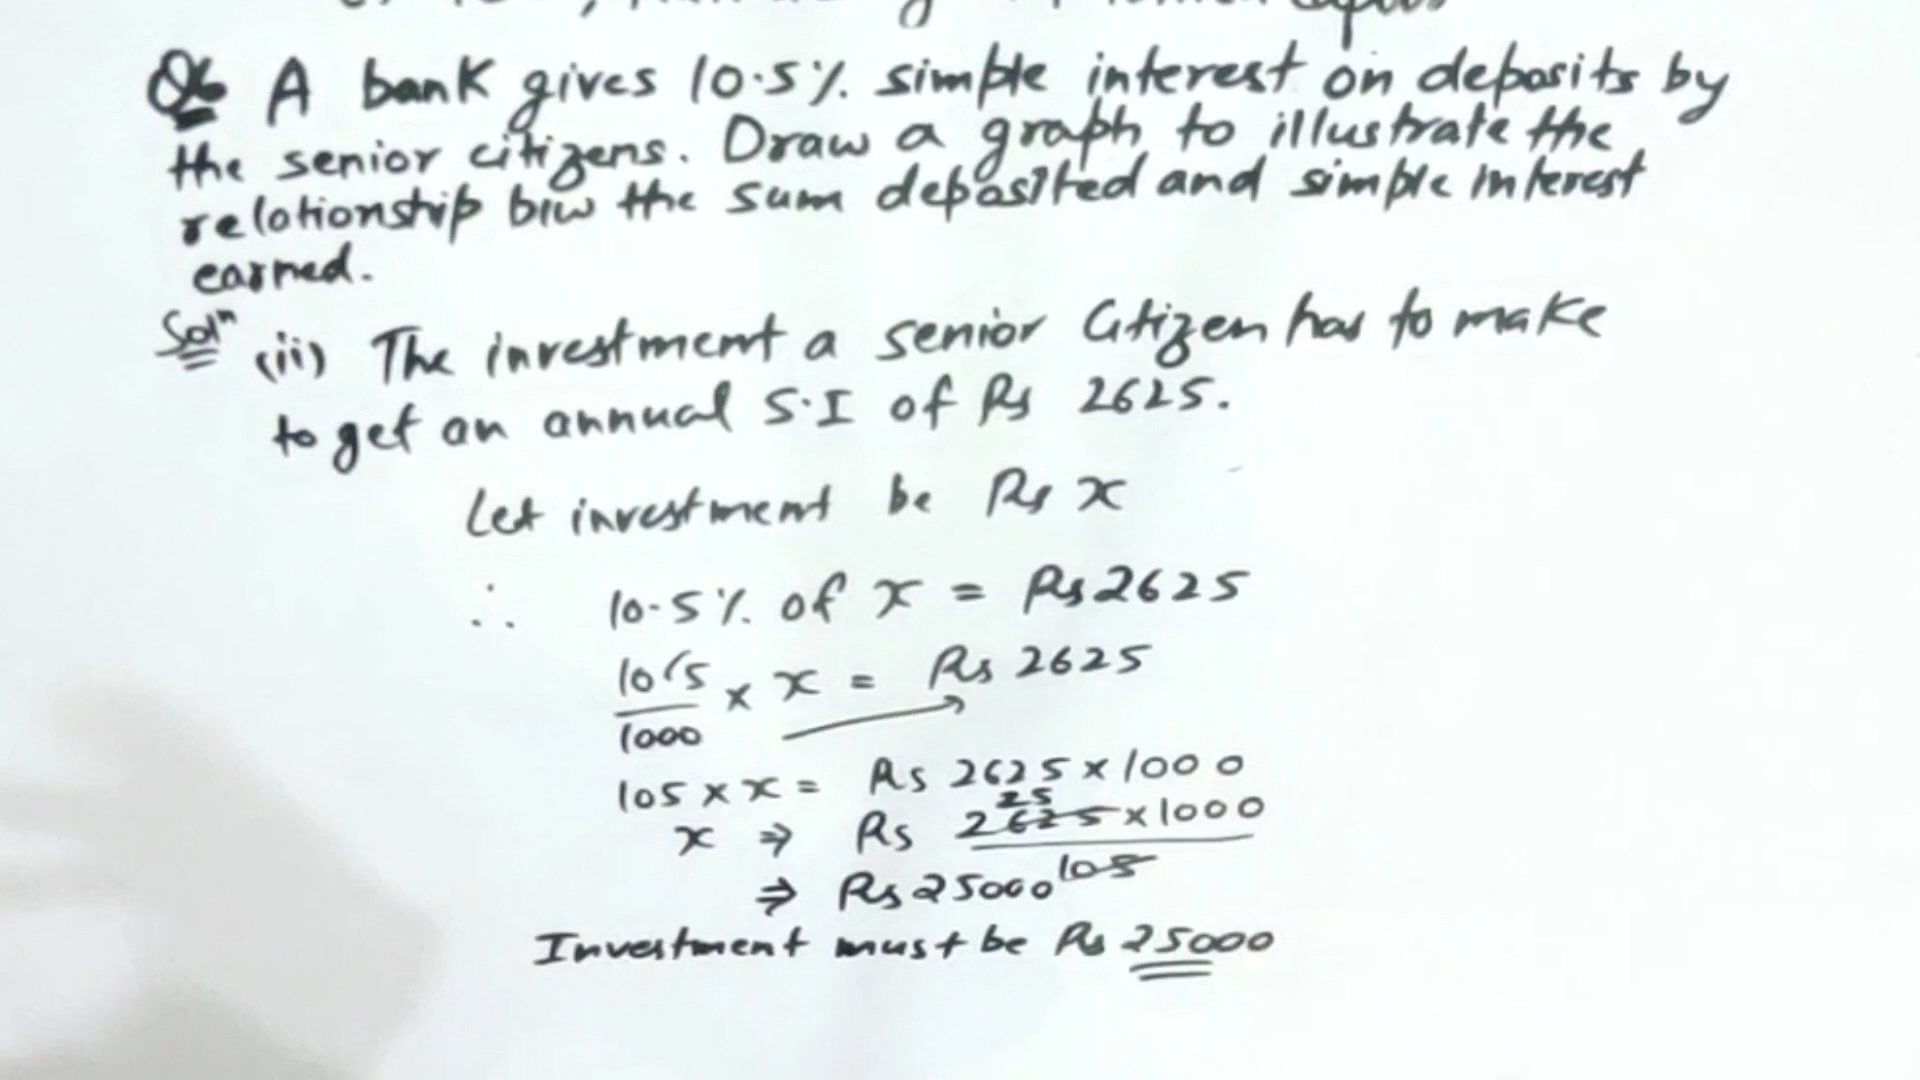 Q6 A bank gives 10.5% simple interest on deposits by
the senior citizens. Draw a graph to illustrate the
relationship b/w the sum deposited and simple interest
earned.
Soln (ii) The investment a senior Citizen has to make
to get an annual S.I of Rs 2625.
Let investment be Rs x
∴ 10.5% of x = Rs 2625
105/1000 × x = Rs 2625
105 × x = Rs 2625 × 1000
25
x ⇒ Rs 2625 × 1000
105
⇒ Rs 25000
Investment must be Rs 25000